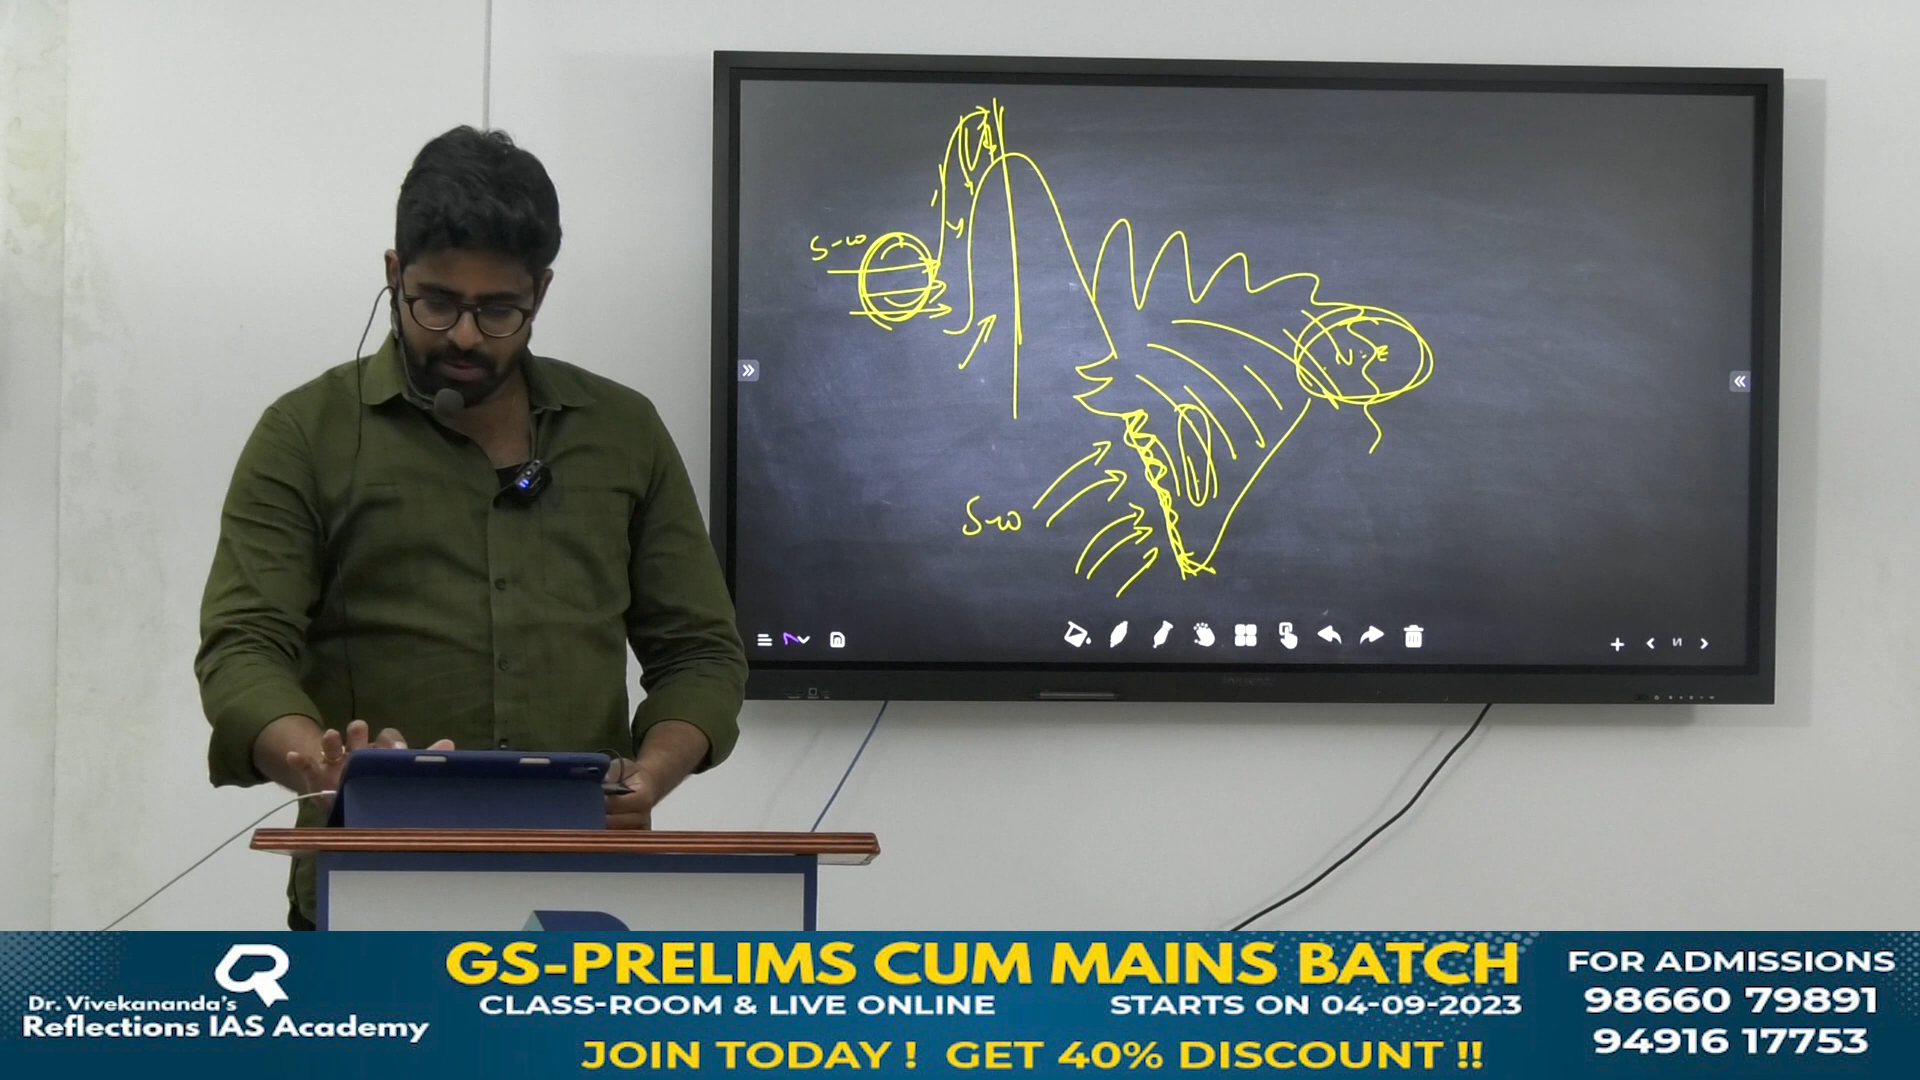 S-w
N-E
S-w
Dr. Vivekananda's
Reflections IAS Academy
GS-PRELIMS CUM MAINS BATCH
CLASS-ROOM & LIVE ONLINE STARTS ON 04-09-2023
JOIN TODAY ! GET 40% DISCOUNT !!
FOR ADMISSIONS
98660 79891
94916 17753